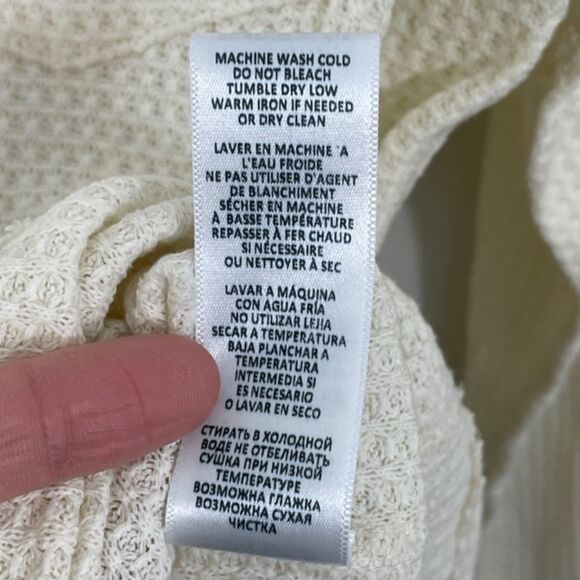 MACHINE WASH COLD
DO NOT BLEACH
TUMBLE DRY LOW
WARM IRON IF NEEDED
OR DRY CLEAN
LAVER EN MACHINE `A
L'EAU FROIDE
NE PAS UTILISER D'AGENT
DE BLANCHIMENT
SÉCHER EN MACHINE
À BASSE TEMPÉRATURE
REPASSER À FER CHAUD
SI NÉCESSAIRE
OU NETTOYER À SEC
LAVAR A MÁQUINA
CON AGUA FRÍA
NO UTILIZAR LEJIA
SECAR A TEMPERATURA
BAJA PLANCHAR A
TEMPERATURA
INTERMEDIA SI
ES NECESARIO
O LAVAR EN SECO
СТИРАТЬ В ХОЛОДНОЙ
ВОДЕ НЕ ОТБЕЛИВАТЬ
СУШКА ПРИ НИЗКОЙ
ТЕМПЕРАТУРЕ
ВОЗМОЖНА ГЛАЖКА
ВОЗМОЖНА СУХАЯ
ЧИСТКА